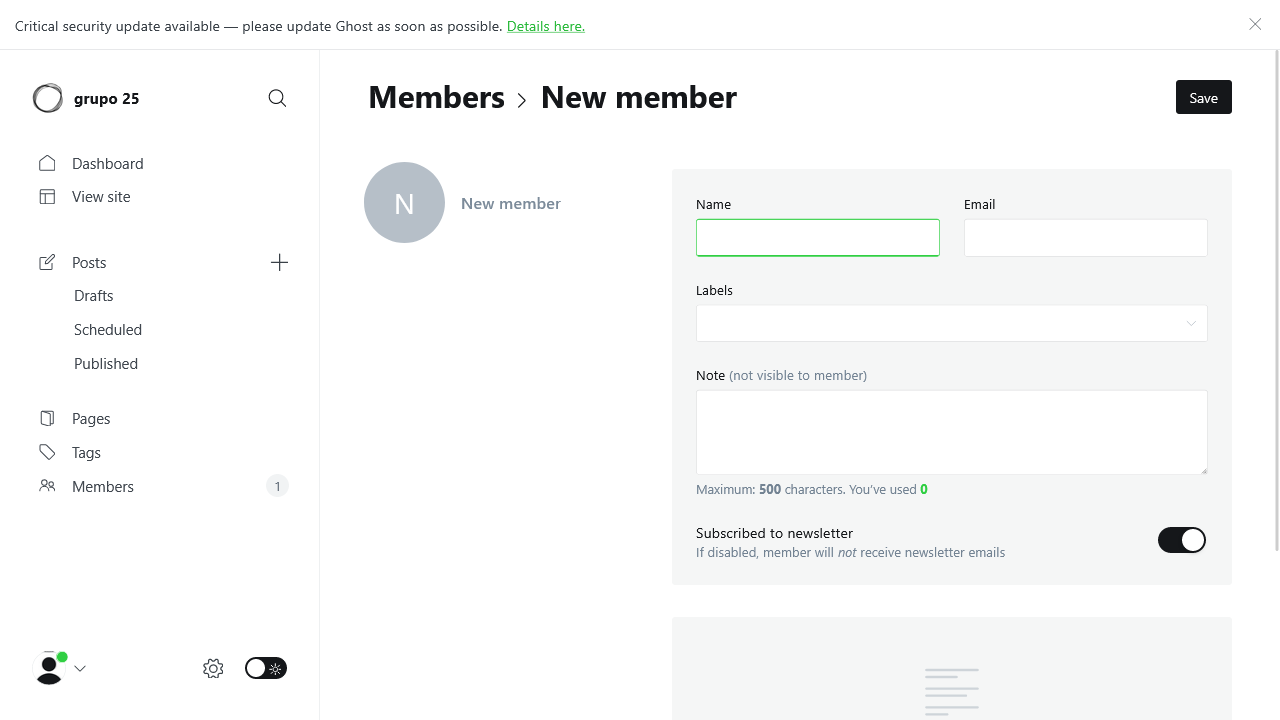 Critical security update available — please update Ghost as soon as possible. Details here.
grupo 25
Dashboard
View site
Posts
Drafts
Scheduled
Published
Pages
Tags
Members 1
Members > New member
Save
N New member
Name
Email
Labels
Note (not visible to member)
Maximum: 500 characters. You've used 0
Subscribed to newsletter
If disabled, member will not receive newsletter emails